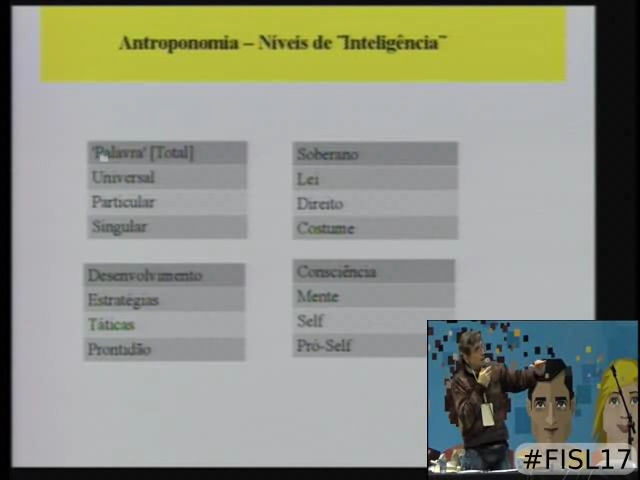 Antroponomia – Níveis de ¨Inteligência¨
'Palavra' [Total]
Universal
Particular
Singular
Soberano
Lei
Direito
Costume
Desenvolvimento
Estratégias
Táticas
Prontidão
Consciência
Mente
Self
Pró-Self
#FISL17